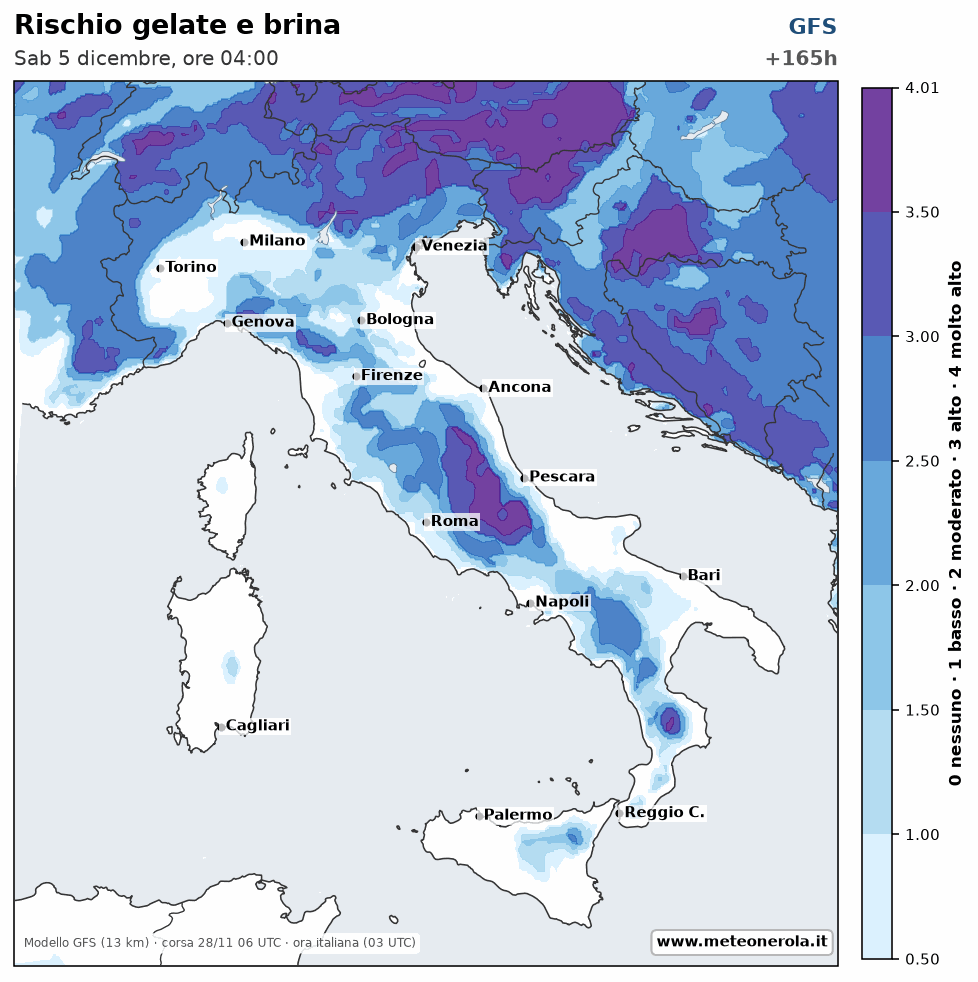 Rischio gelate e brina
GFS
Sab 5 dicembre, ore 04:00
+165h
4.01
3.50
3.00
2.50
2.00
1.50
1.00
0.50
0 nessuno · 1 basso · 2 moderato · 3 alto · 4 molto alto
Milano
Venezia
Torino
Genova
Bologna
Firenze
Ancona
Pescara
Roma
Bari
Napoli
Cagliari
Palermo
Reggio C.
Modello GFS (13 km) · corsa 28/11 06 UTC · ora italiana (03 UTC)
www.meteonerola.it